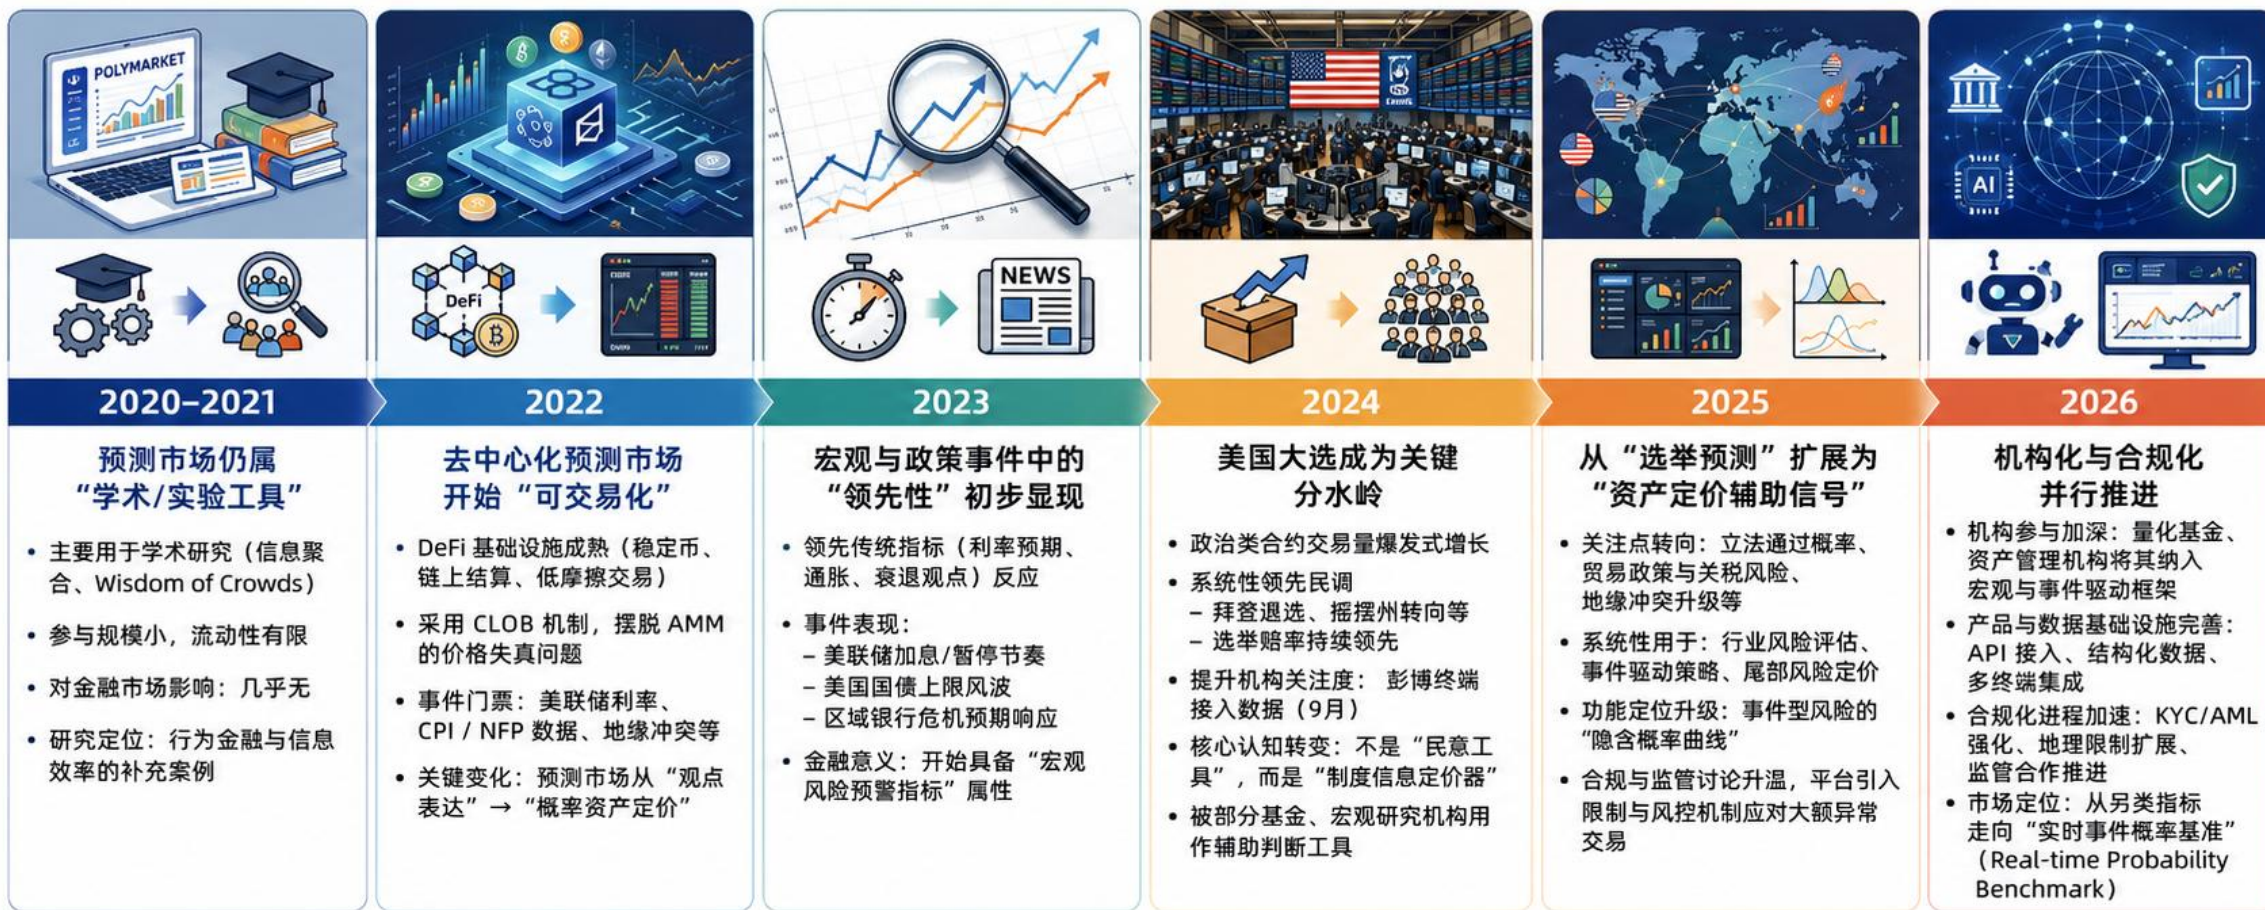 POLYMARKET
DeFi
NEWS
AI
2020–2021
预测市场仍属
“学术/实验工具”
• 主要用于学术研究（信息聚
合、Wisdom of Crowds）
• 参与规模小，流动性有限
• 对金融市场影响：几乎无
• 研究定位：行为金融与信息
效率的补充案例
2022
去中心化预测市场
开始“可交易化”
• DeFi 基础设施成熟（稳定币、
链上结算、低摩擦交易）
• 采用 CLOB 机制，摆脱 AMM
的价格失真问题
• 事件门票：美联储利率、
CPI / NFP 数据、地缘冲突等
• 关键变化：预测市场从“观点
表达”→“概率资产定价”
2023
宏观与政策事件中的
“领先性”初步显现
• 领先传统指标（利率预期、
通胀、衰退观点）反应
• 事件表现：
– 美联储加息/暂停节奏
– 美国国债上限风波
– 区域银行危机预期响应
• 金融意义：开始具备“宏观
风险预警指标”属性
2024
美国大选成为关键
分水岭
• 政治类合约交易量爆发式增长
• 系统性领先民调
– 拜登退选、摇摆州转向等
– 选举赔率持续领先
• 提升机构关注度： 彭博终端
接入数据（9月）
• 核心认知转变：不是“民意工
具”，而是“制度信息定价器”
• 被部分基金、宏观研究机构用
作辅助判断工具
2025
从“选举预测”扩展为
“资产定价辅助信号”
• 关注点转向：立法通过概率、
贸易政策与关税风险、
地缘冲突升级等
• 系统性用于：行业风险评估、
事件驱动策略、尾部风险定价
• 功能定位升级：事件型风险的
“隐含概率曲线”
• 合规与监管讨论升温，平台引入
限制与风控机制应对大额异常
交易
2026
机构化与合规化
并行推进
• 机构参与加深：量化基金、
资产管理机构将其纳入
宏观与事件驱动框架
• 产品与数据基础设施完善：
API 接入、结构化数据、
多终端集成
• 合规化进程加速：KYC/AML
强化、地理限制扩展、
监管合作推进
• 市场定位：从另类指标
走向“实时事件概率基准”
（Real-time Probability
Benchmark）